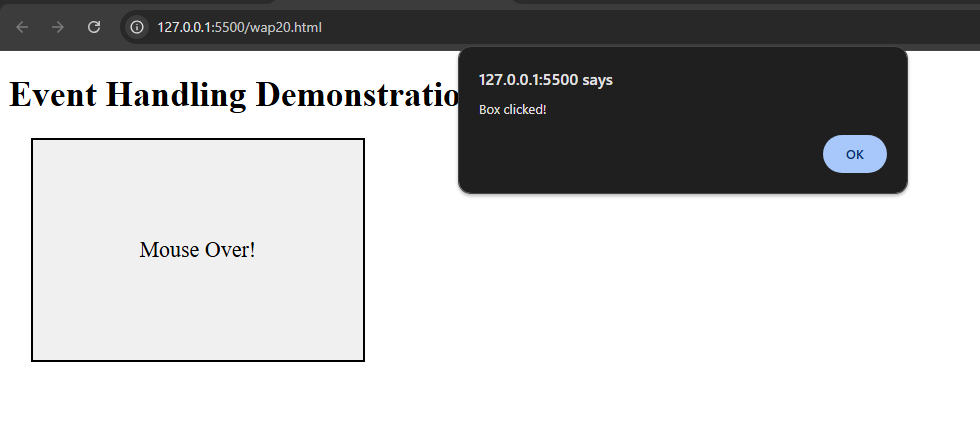 127.0.0.1:5500/wap20.html
Event Handling Demonstratio
127.0.0.1:5500 says
Box clicked!
OK
Mouse Over!